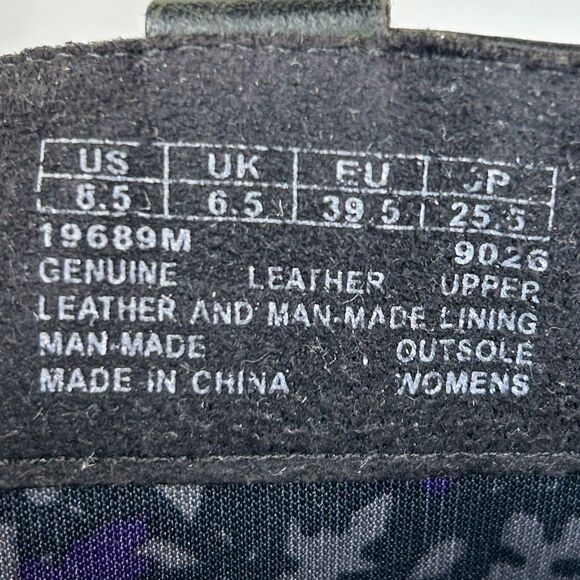 US UK EU JP
8.5 6.5 39.5 25.5
19689M 9026
GENUINE LEATHER UPPER
LEATHER AND MAN-MADE LINING
MAN-MADE OUTSOLE
MADE IN CHINA WOMENS